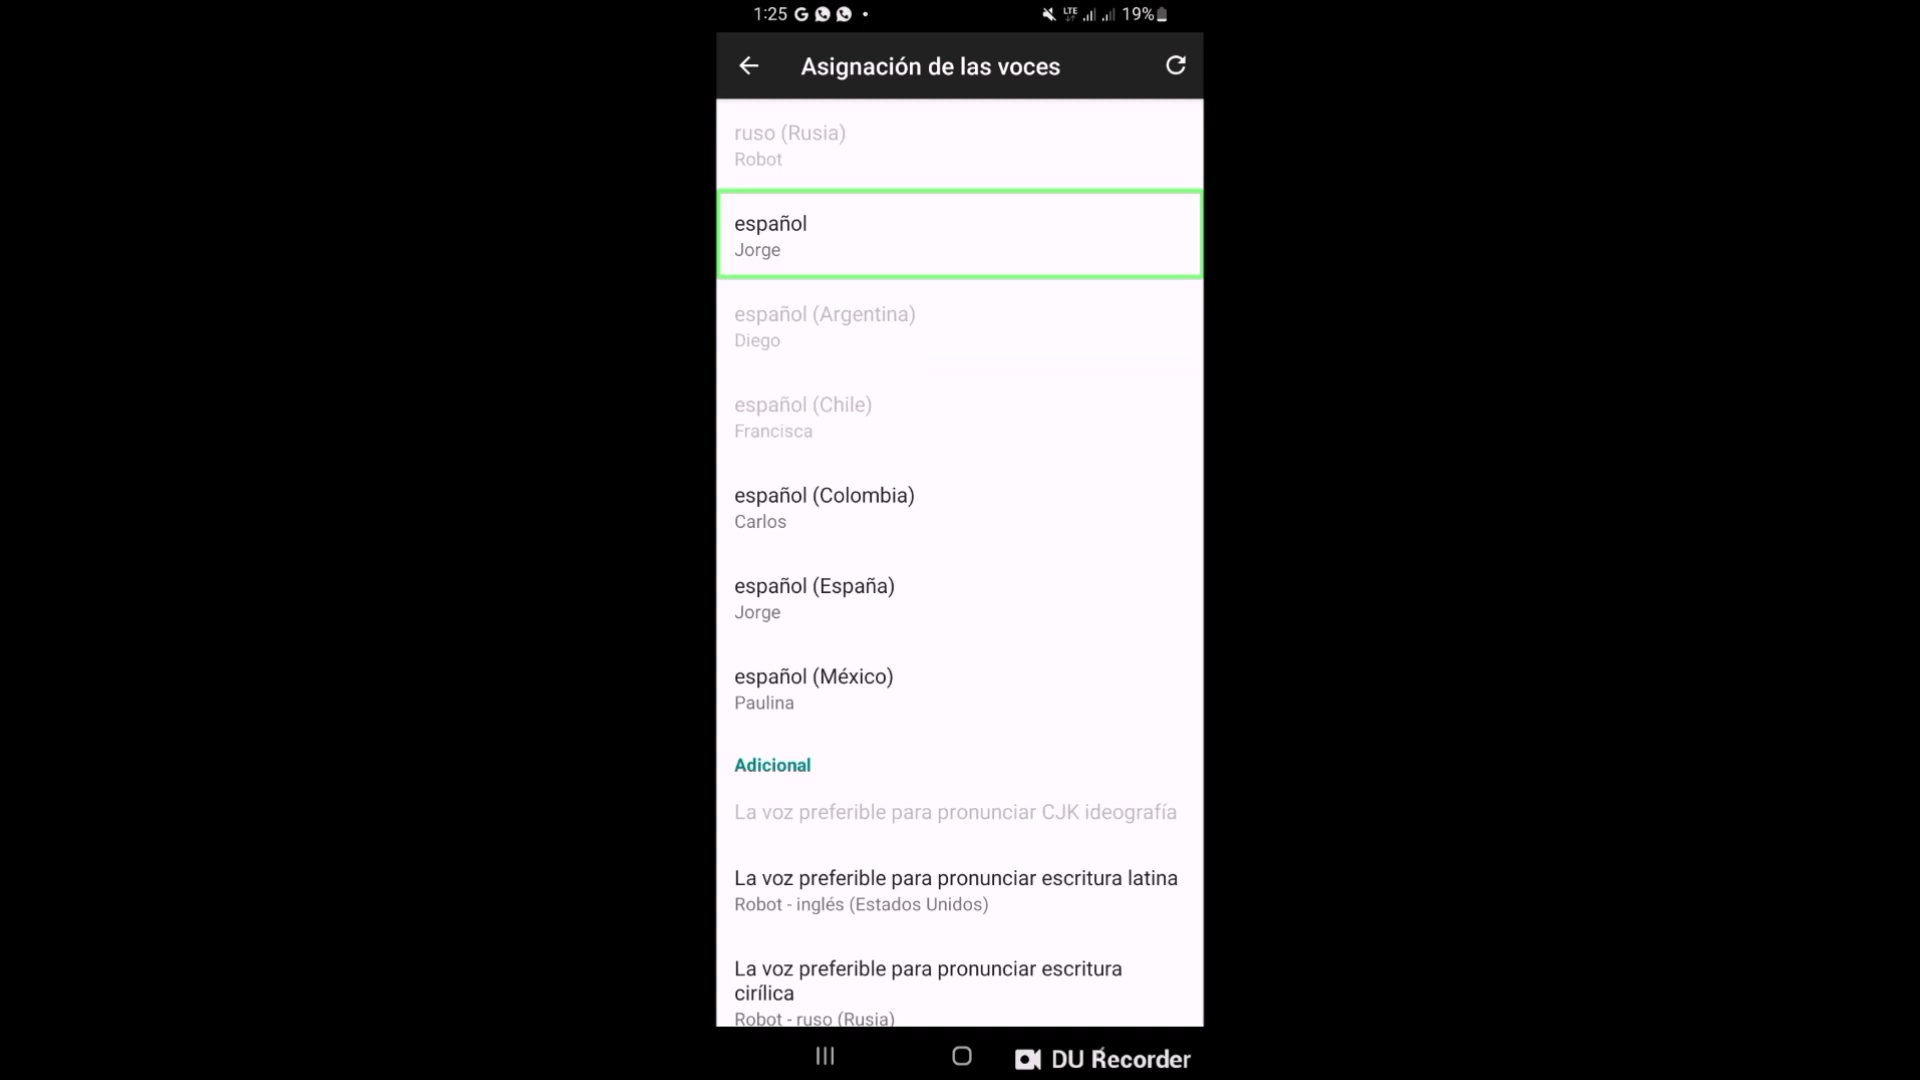 1:25 LTE 19%
Asignación de las voces
ruso (Rusia)
Robot
español
Jorge
español (Argentina)
Diego
español (Chile)
Francisca
español (Colombia)
Carlos
español (España)
Jorge
español (México)
Paulina
Adicional
La voz preferible para pronunciar CJK ideografía
La voz preferible para pronunciar escritura latina
Robot - inglés (Estados Unidos)
La voz preferible para pronunciar escritura
cirílica
Robot - ruso (Rusia)
DU Recorder